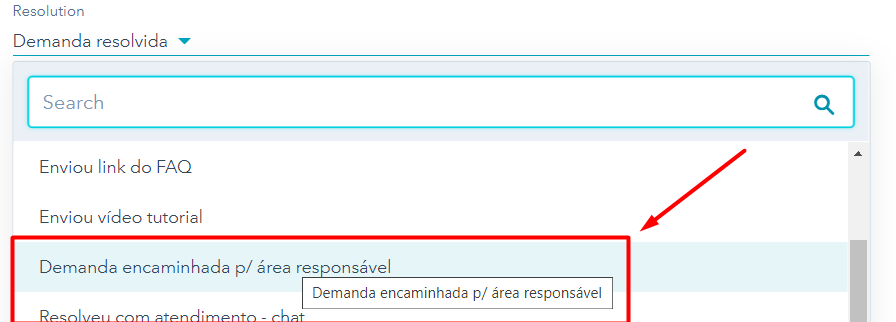 Resolution
Demanda resolvida
Search
Enviou link do FAQ
Enviou vídeo tutorial
Demanda encaminhada p/ área responsável
Demanda encaminhada p/ área responsável
Resolveu com atendimento - chat